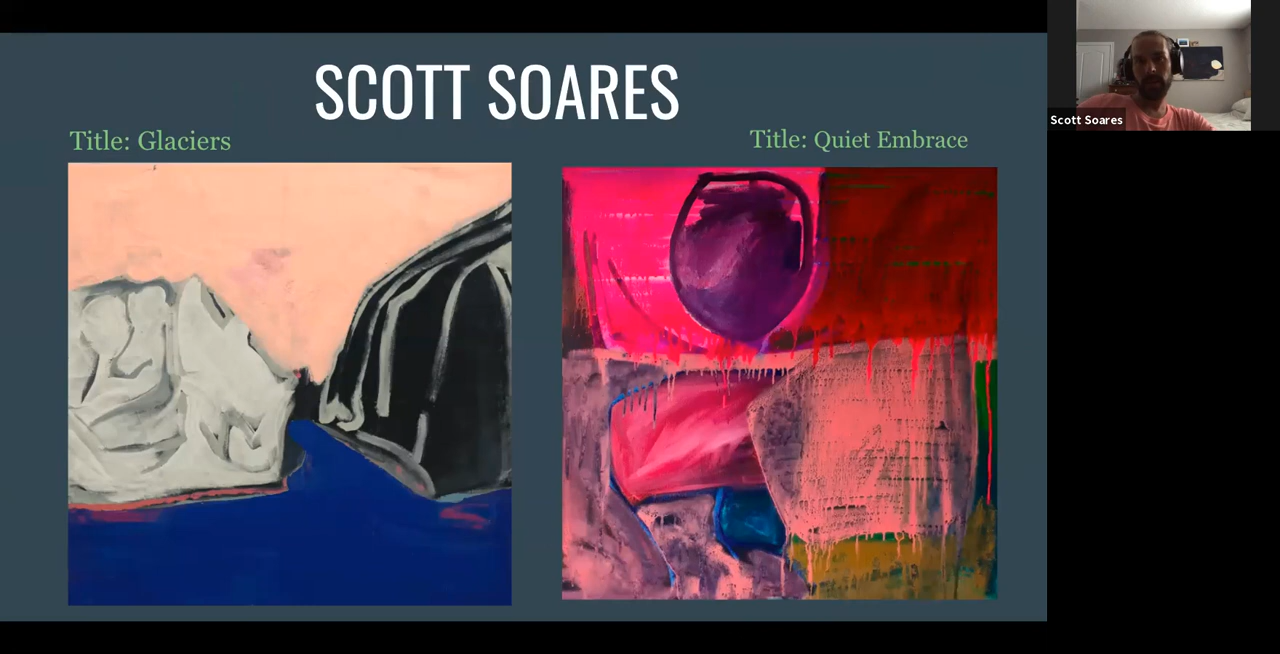 SCOTT SOARES
Title: Glaciers
Title: Quiet Embrace
Scott Soares